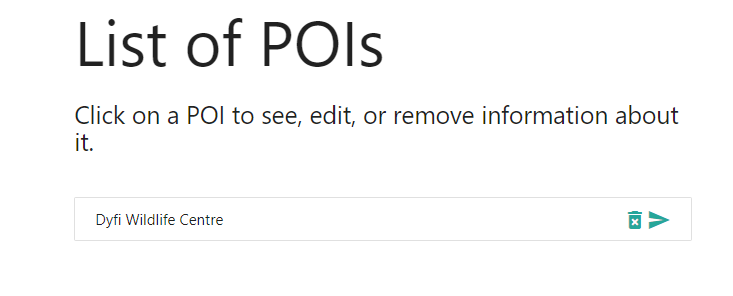 List of POIs
Click on a POI to see, edit, or remove information about
it.
Dyfi Wildlife Centre